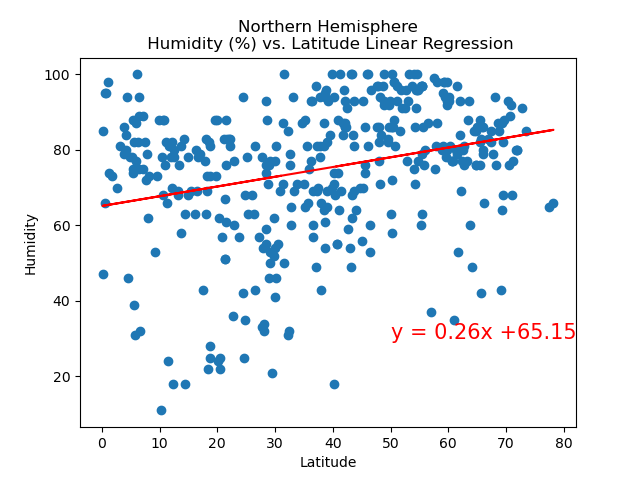 Northern Hemisphere
Humidity (%) vs. Latitude Linear Regression
100
80
60
40
20
Humidity
y = 0.26x +65.15
0 10 20 30 40 50 60 70 80
Latitude